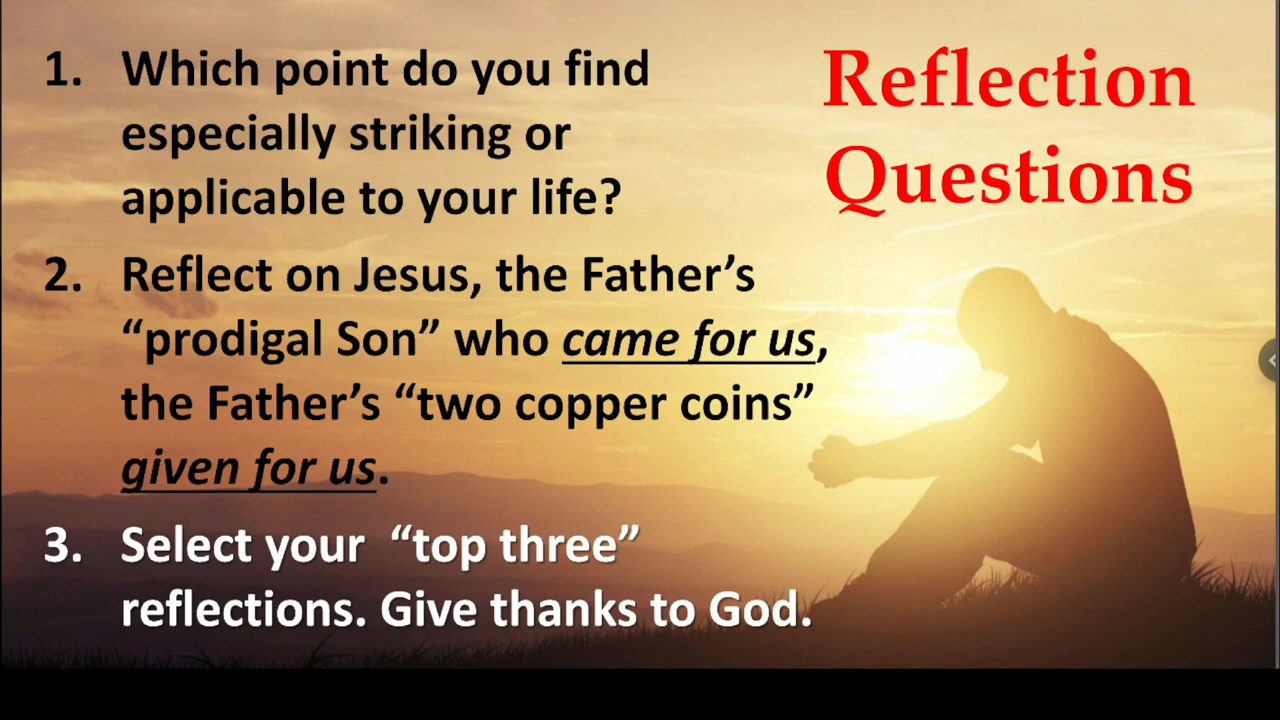 Reflection
Questions
1. Which point do you find
especially striking or
applicable to your life?
2. Reflect on Jesus, the Father’s
“prodigal Son” who came for us,
the Father’s “two copper coins”
given for us.
3. Select your “top three”
reflections. Give thanks to God.